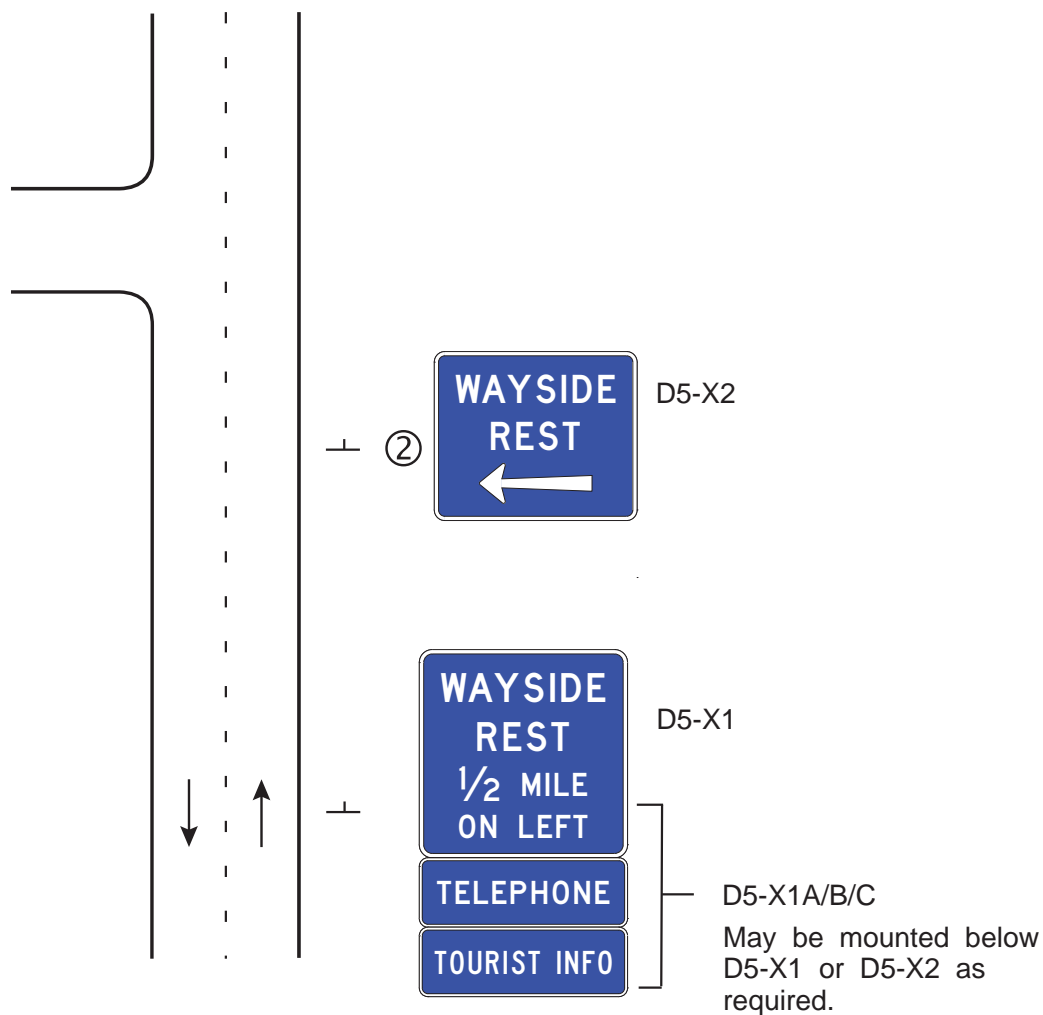 WAYSIDE
REST
D5-X2
②
WAYSIDE
REST
1/2 MILE
ON LEFT
D5-X1
TELEPHONE
TOURIST INFO
D5-X1A/B/C
May be mounted below
D5-X1 or D5-X2 as
required.